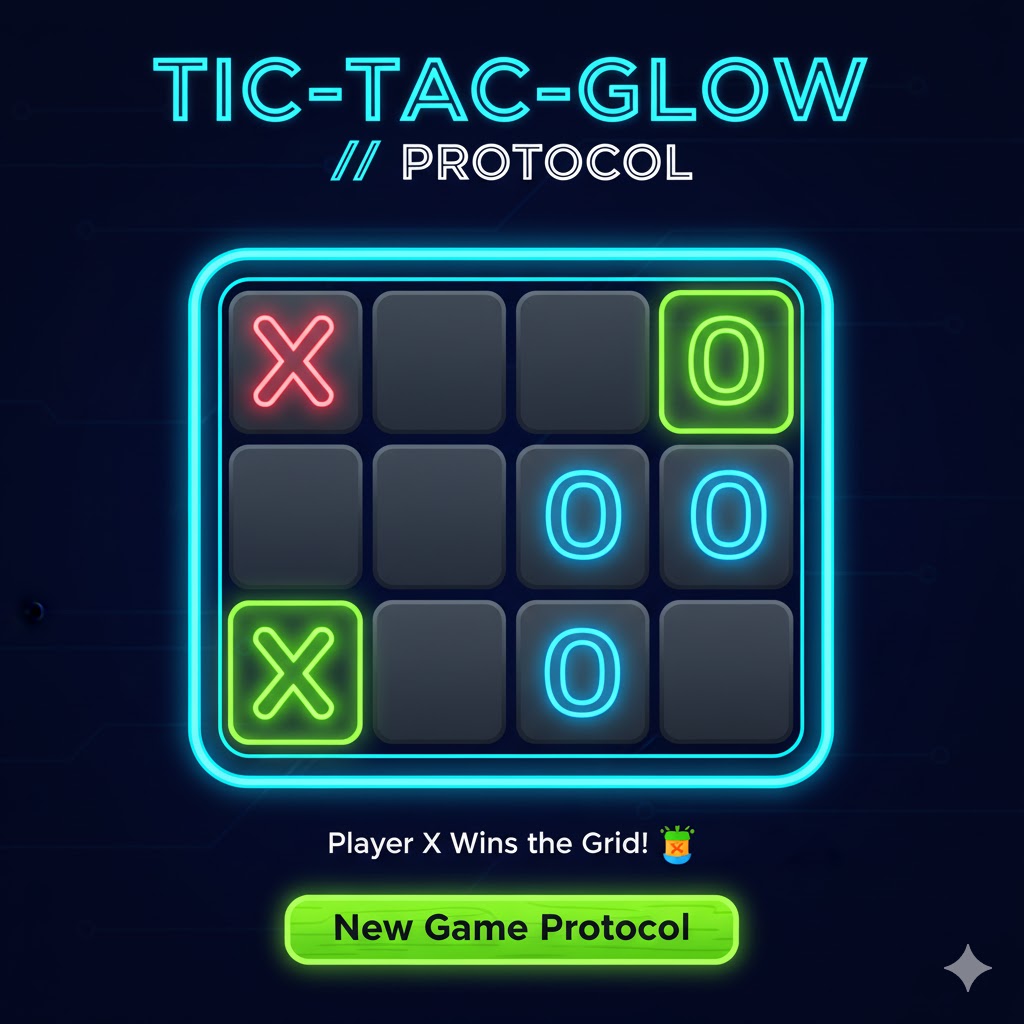 TIC-TAC-GLOW
// PROTOCOL
X O
O O
X O
Player X Wins the Grid!
New Game Protocol